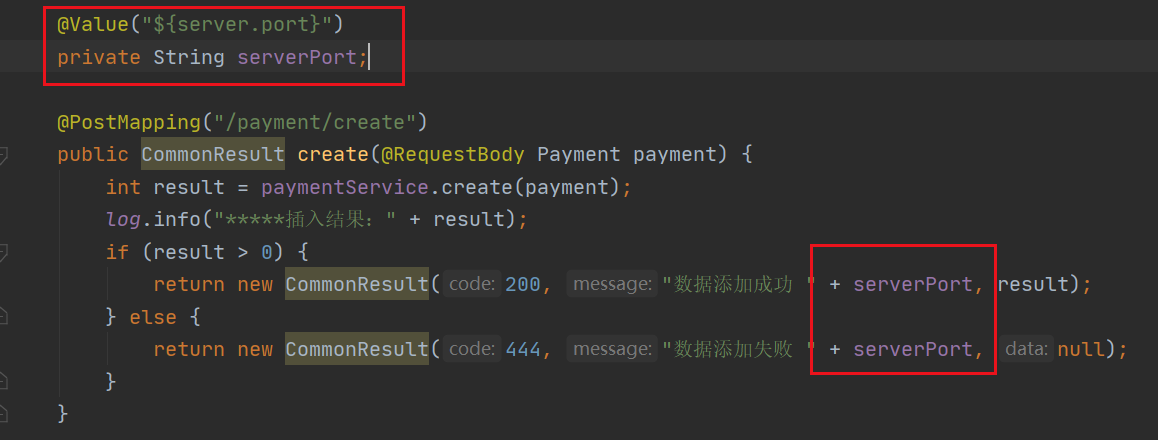 @Value("${server.port}")
private String serverPort;
@PostMapping("/payment/create")
public CommonResult create(@RequestBody Payment payment) {
int result = paymentService.create(payment);
log.info("*****插入结果：" + result);
if (result > 0) {
return new CommonResult( code: 200, message: "数据添加成功 " + serverPort, result);
} else {
return new CommonResult( code: 444, message: "数据添加失败 " + serverPort, data: null);
}
}